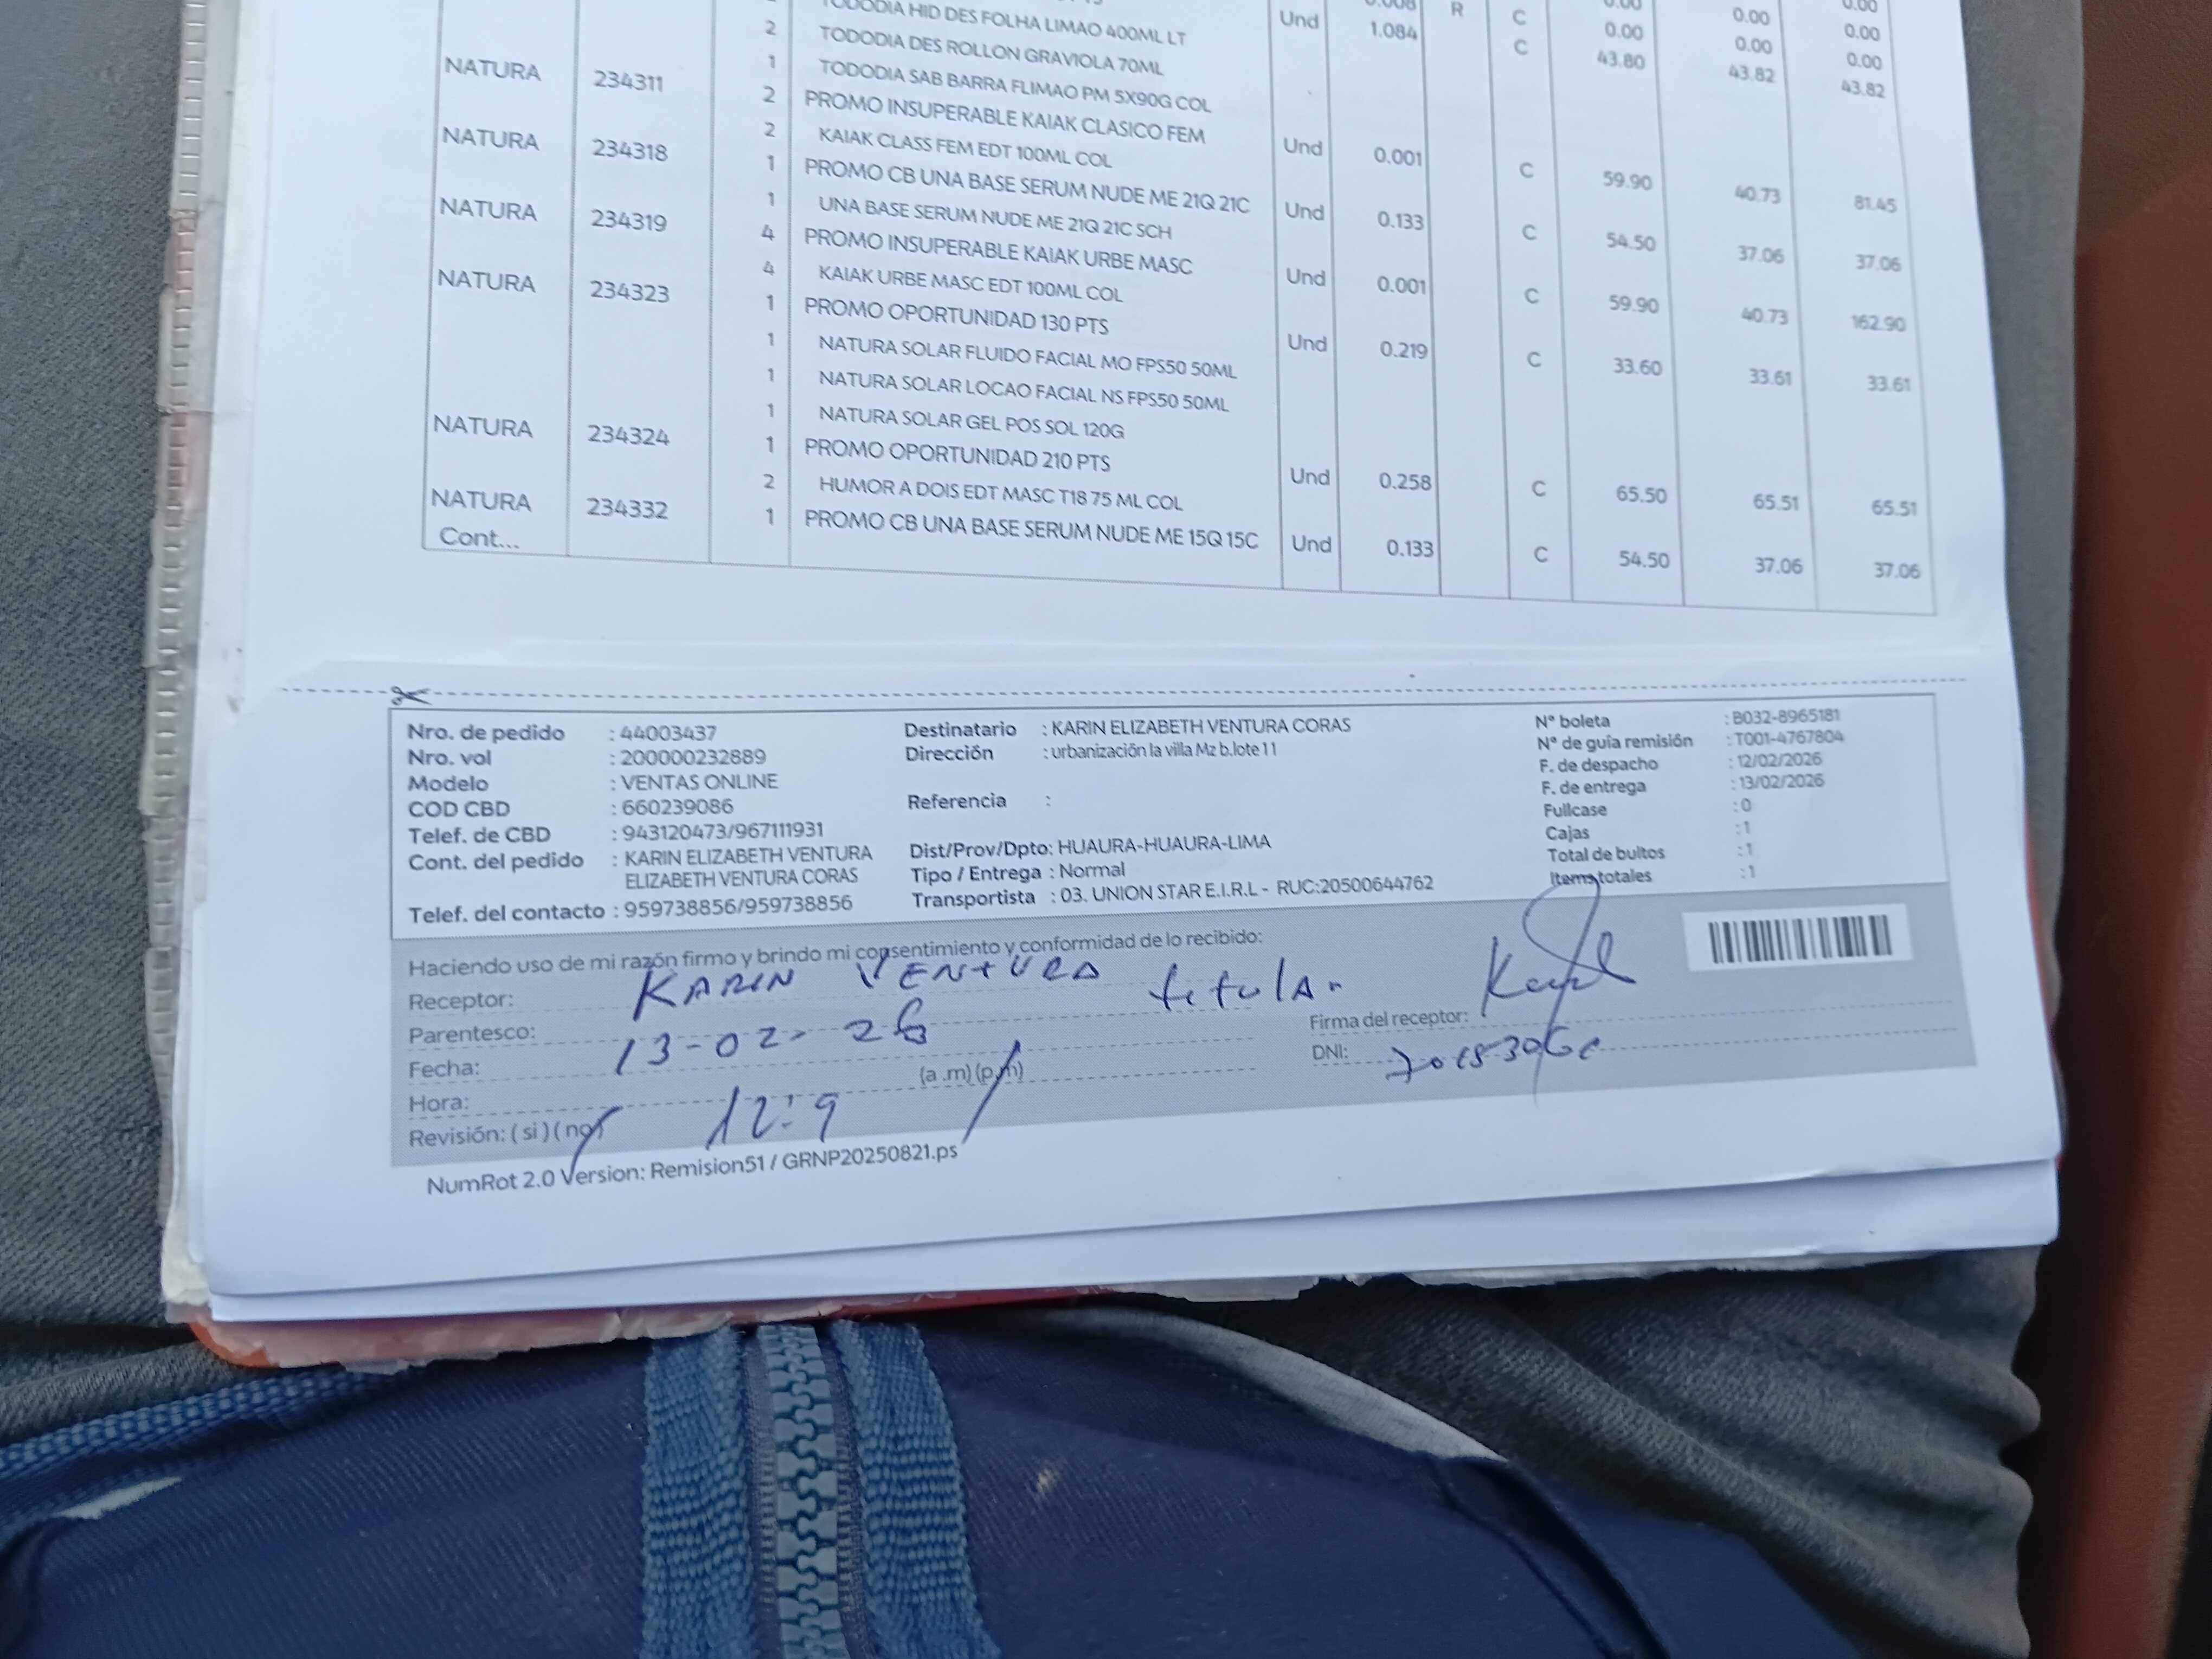 0.008 R C 0.00 0.00 0.00
TODODIA HID DES FOLHA LIMAO 400ML LT Und 1.084 C 0.00 0.00 0.00
2 TODODIA DES ROLLON GRAVIOLA 70ML 43.80 43.82 43.82
1 TODODIA SAB BARRA FLIMAO PM 5X90G COL
NATURA 234311 2 PROMO INSUPERABLE KAIAK CLASICO FEM Und 0.001 C 59.90 40.73 81.45
2 KAIAK CLASS FEM EDT 100ML COL
NATURA 234318 1 PROMO CB UNA BASE SERUM NUDE ME 21Q 21C Und 0.133 C 54.50 37.06 37.06
1 UNA BASE SERUM NUDE ME 21Q 21C SCH
NATURA 234319 4 PROMO INSUPERABLE KAIAK URBE MASC Und 0.001 C 59.90 40.73 162.90
4 KAIAK URBE MASC EDT 100ML COL
NATURA 234323 1 PROMO OPORTUNIDAD 130 PTS Und 0.219 C 33.60 33.61 33.61
1 NATURA SOLAR FLUIDO FACIAL MO FPS50 50ML
1 NATURA SOLAR LOCAO FACIAL NS FPS50 50ML
1 NATURA SOLAR GEL POS SOL 120G
NATURA 234324 1 PROMO OPORTUNIDAD 210 PTS Und 0.258 C 65.50 65.51 65.51
2 HUMOR A DOIS EDT MASC T18 75 ML COL
NATURA 234332 1 PROMO CB UNA BASE SERUM NUDE ME 15Q 15C Und 0.133 C 54.50 37.06 37.06
Cont...
Nro. de pedido : 44003437
Nro. vol : 200000232889
Modelo : VENTAS ONLINE
COD CBD : 660239086
Telef. de CBD : 943120473/967111931
Cont. del pedido : KARIN ELIZABETH VENTURA
ELIZABETH VENTURA CORAS
Telef. del contacto : 959738856/959738856
Destinatario : KARIN ELIZABETH VENTURA CORAS
Dirección : urbanización la villa Mz b.lote 11
Referencia :
Dist/Prov/Dpto: HUAURA-HUAURA-LIMA
Tipo / Entrega : Normal
Transportista : 03. UNION STAR E.I.R.L - RUC:20500644762
N° boleta : B032-8965181
N° de guía remisión : T001-4767804
F. de despacho : 12/02/2026
F. de entrega : 13/02/2026
Fullcase : 0
Cajas : 1
Total de bultos : 1
Items totales : 1
Haciendo uso de mi razón firmo y brindo mi consentimiento y conformidad de lo recibido:
Receptor: KARIN VENTURA titular
Parentesco:
Fecha: 13-02-26
Hora: 12:9 (a .m) (p.m)
Revisión: ( si ) ( no )
Firma del receptor:
DNI:
NumRot 2.0 Version: Remision51 / GRNP20250821.ps